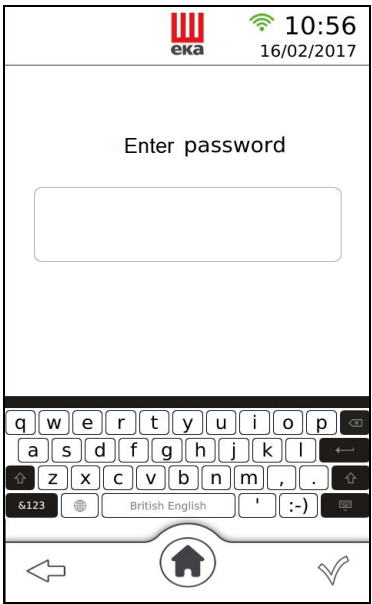 10:56
eka
16/02/2017
Enter password
q w e r t y u i o p
a s d f g h j k l
z x c v b n m , .
&123 British English ' :-)